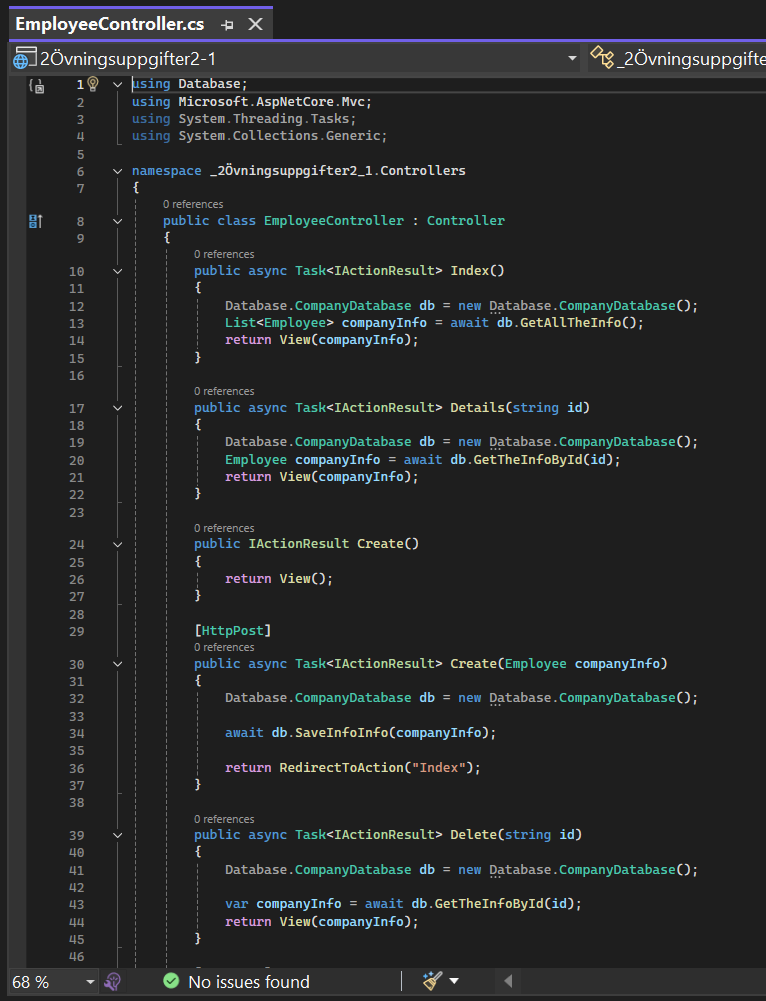 EmployeeController.cs
2Övningsuppgifter2-1
_2Övningsuppgifte
1 using Database;
2 using Microsoft.AspNetCore.Mvc;
3 using System.Threading.Tasks;
4 using System.Collections.Generic;
5
6 namespace _2Övningsuppgifter2_1.Controllers
7 {
0 references
8 public class EmployeeController : Controller
9 {
0 references
10 public async Task<IActionResult> Index()
11 {
12 Database.CompanyDatabase db = new Database.CompanyDatabase();
13 List<Employee> companyInfo = await db.GetAllTheInfo();
14 return View(companyInfo);
15 }
16
0 references
17 public async Task<IActionResult> Details(string id)
18 {
19 Database.CompanyDatabase db = new Database.CompanyDatabase();
20 Employee companyInfo = await db.GetTheInfoById(id);
21 return View(companyInfo);
22 }
23
0 references
24 public IActionResult Create()
25 {
26 return View();
27 }
28
29 [HttpPost]
0 references
30 public async Task<IActionResult> Create(Employee companyInfo)
31 {
32 Database.CompanyDatabase db = new Database.CompanyDatabase();
33
34 await db.SaveInfoInfo(companyInfo);
35
36 return RedirectToAction("Index");
37 }
38
0 references
39 public async Task<IActionResult> Delete(string id)
40 {
41 Database.CompanyDatabase db = new Database.CompanyDatabase();
42
43 var companyInfo = await db.GetTheInfoById(id);
44 return View(companyInfo);
45 }
46
68 % No issues found